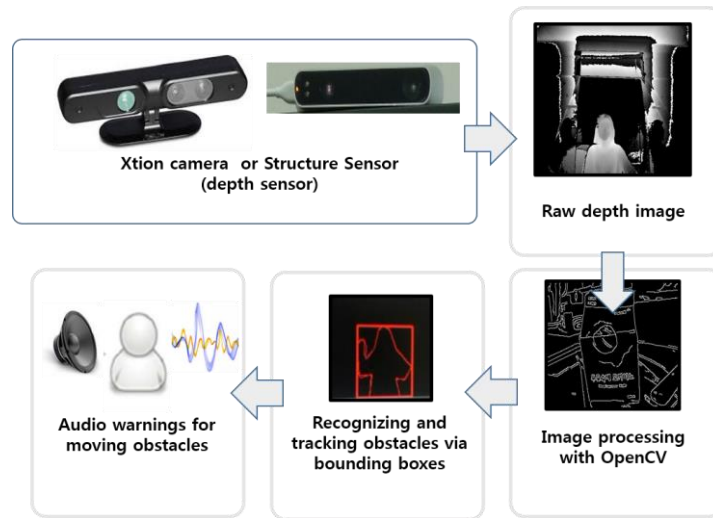 Xtion camera or Structure Sensor
(depth sensor)
Raw depth image
Image processing
with OpenCV
Recognizing and
tracking obstacles via
bounding boxes
Audio warnings for
moving obstacles